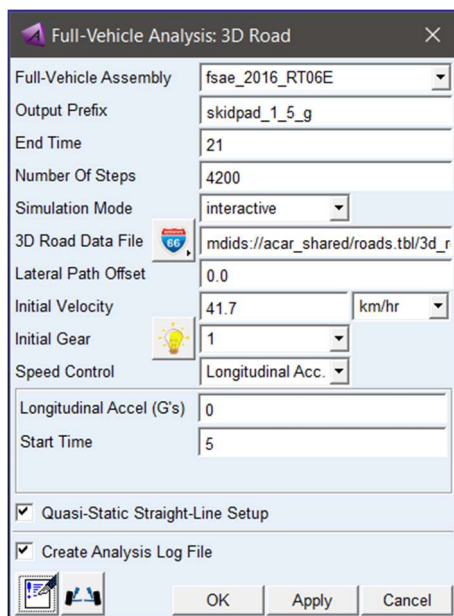 Full-Vehicle Analysis: 3D Road
Full-Vehicle Assembly fsae_2016_RT06E
Output Prefix skidpad_1_5_g
End Time 21
Number Of Steps 4200
Simulation Mode interactive
3D Road Data File 66 mdids://acar_shared/roads.tbl/3d_r
Lateral Path Offset 0.0
Initial Velocity 41.7 km/hr
Initial Gear 1
Speed Control Longitudinal Acc.
Longitudinal Accel (G's) 0
Start Time 5
Quasi-Static Straight-Line Setup
Create Analysis Log File
OK Apply Cancel